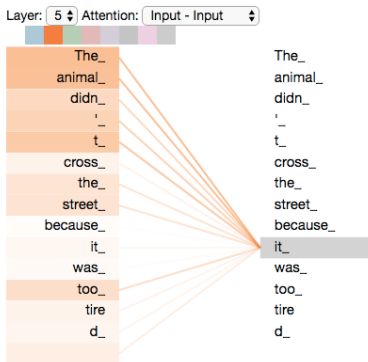 Layer: 5 Attention: Input - Input
The_ The_
animal_ animal_
didn_ didn_
'_ '_
t_ t_
cross_ cross_
the_ the_
street_ street_
because_ because_
it_ it_
was_ was_
too_ too_
tire tire
d_ d_